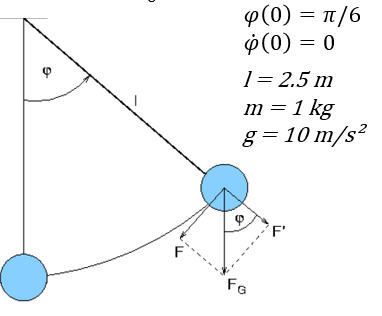 φ(0) = π/6
φ̇(0) = 0
l = 2.5 m
m = 1 kg
g = 10 m/s²
φ
l
φ
F'
F
F_G